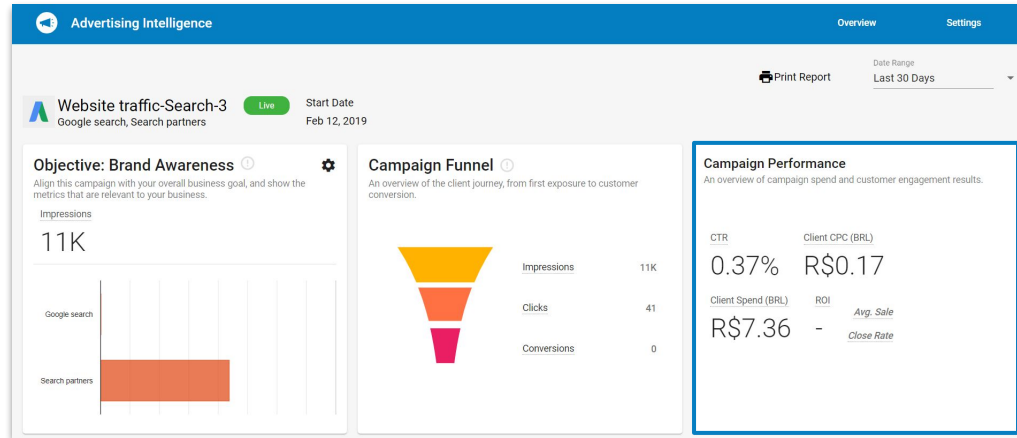 Advertising Intelligence
Overview
Settings
Print Report
Date Range
Last 30 Days
Website traffic-Search-3
Live
Google search, Search partners
Start Date
Feb 12, 2019
Objective: Brand Awareness
Align this campaign with your overall business goal, and show the
metrics that are relevant to your business.
Impressions
11K
Google search
Search partners
Campaign Funnel
An overview of the client journey, from first exposure to customer
conversion.
Impressions 11K
Clicks 41
Conversions 0
Campaign Performance
An overview of campaign spend and customer engagement results.
CTR
0.37%
Client CPC (BRL)
R$0.17
Client Spend (BRL)
R$7.36
ROI
-
Avg. Sale
Close Rate